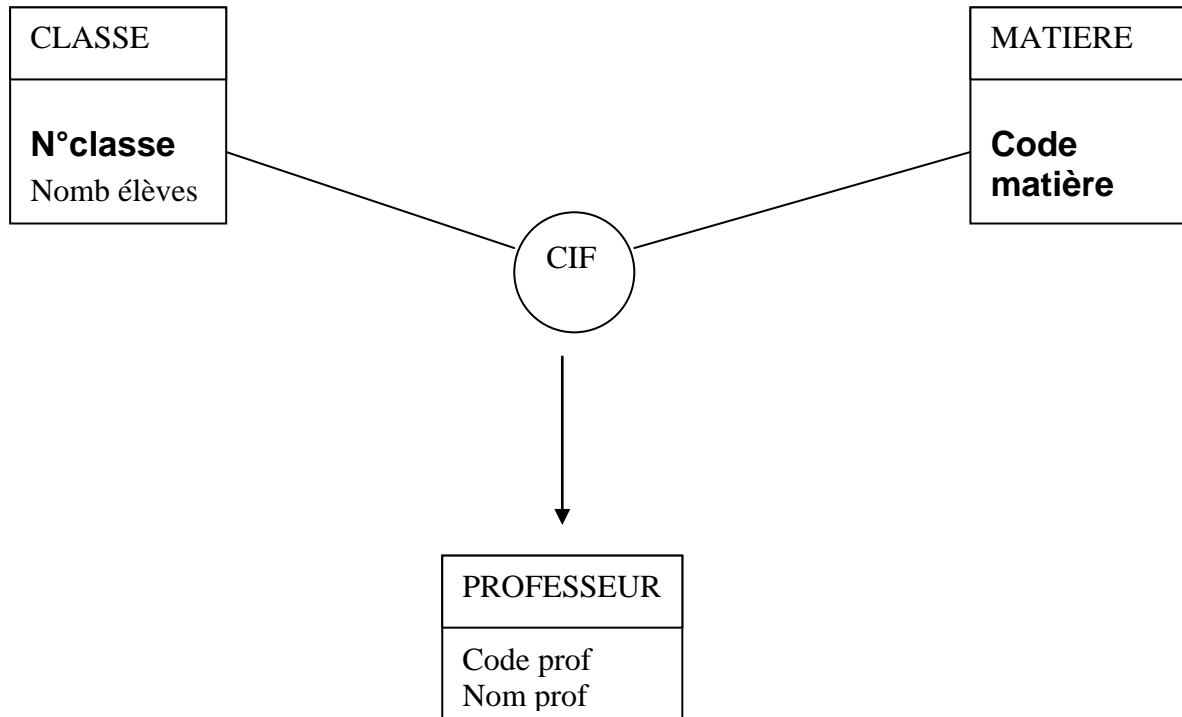 CLASSE
N°classe
Nomb élèves
MATIERE
Code
matière
CIF
PROFESSEUR
Code prof
Nom prof